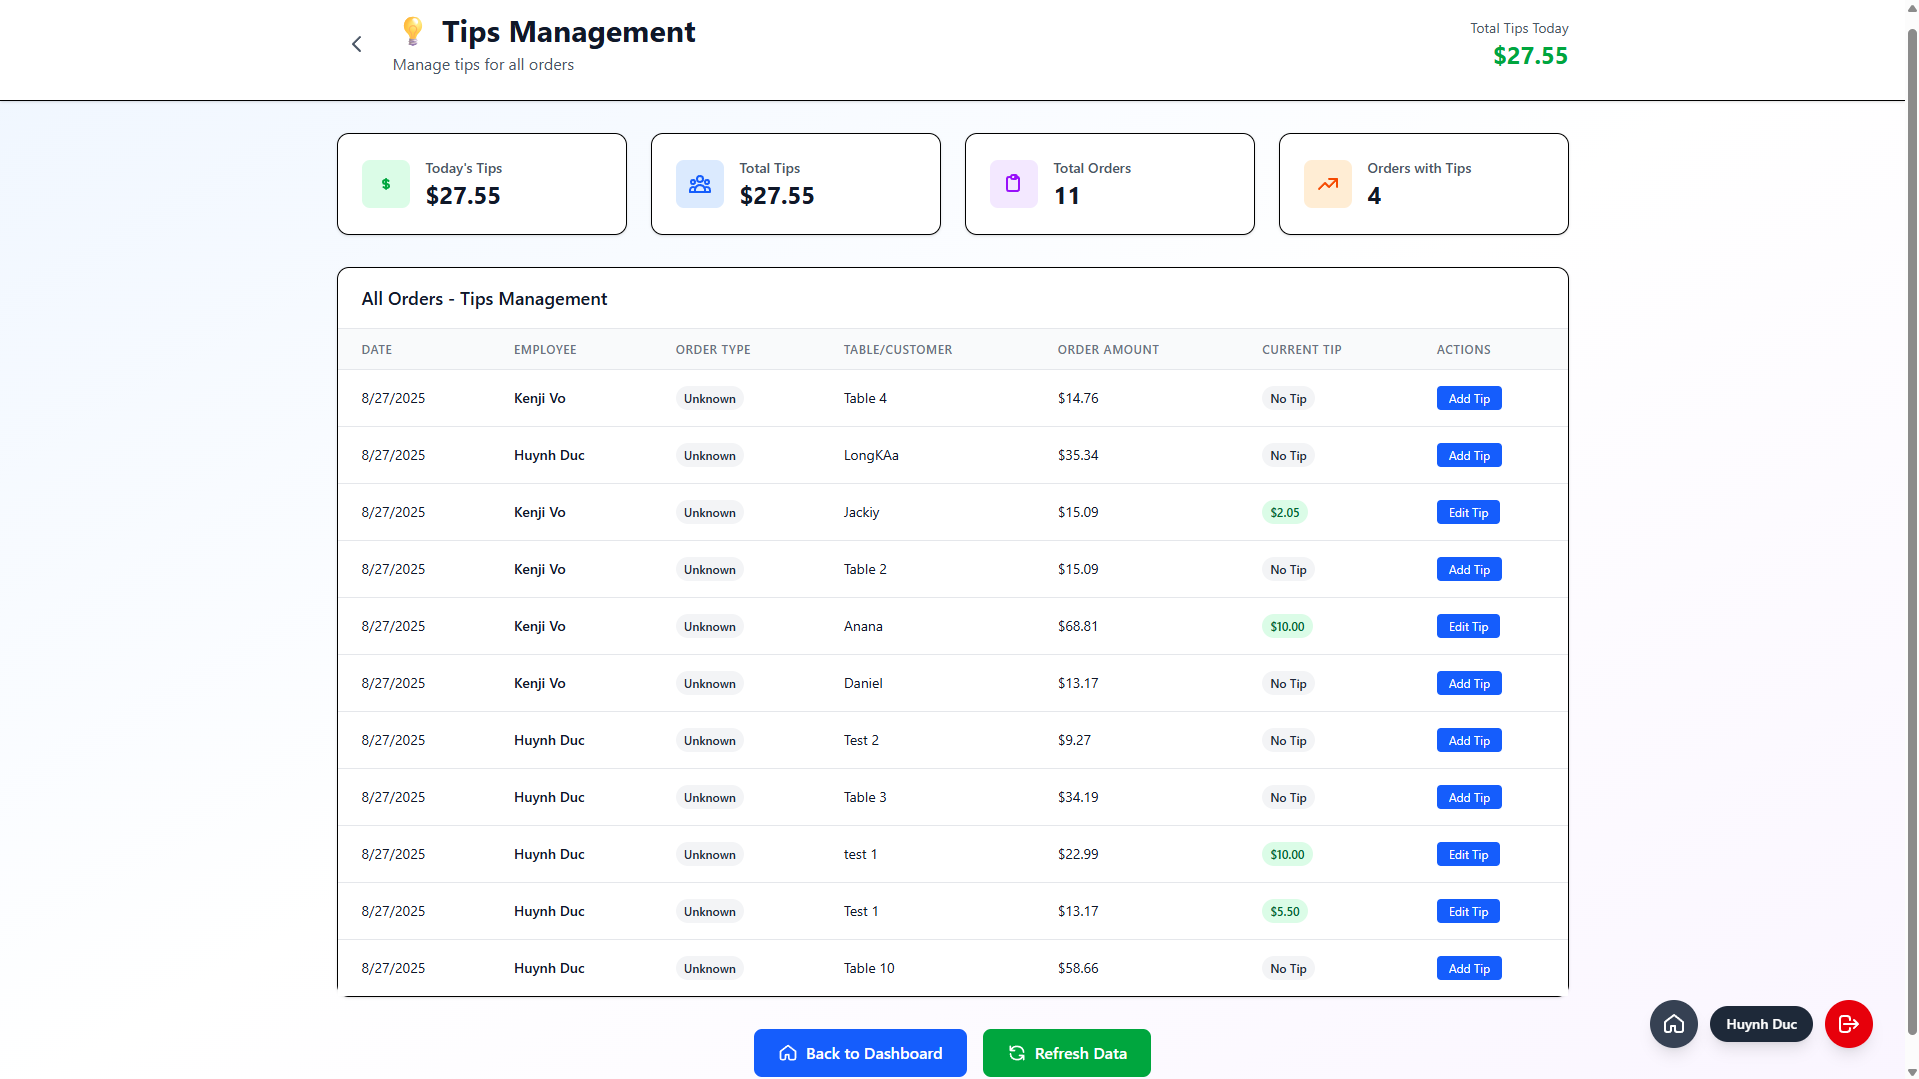 Tips Management
Manage tips for all orders
Total Tips Today
$27.55
Today's Tips
$27.55
Total Tips
$27.55
Total Orders
11
Orders with Tips
4
All Orders - Tips Management
DATE EMPLOYEE ORDER TYPE TABLE/CUSTOMER ORDER AMOUNT CURRENT TIP ACTIONS
8/27/2025 Kenji Vo Unknown Table 4 $14.76 No Tip Add Tip
8/27/2025 Huynh Duc Unknown LongKAa $35.34 No Tip Add Tip
8/27/2025 Kenji Vo Unknown Jackiy $15.09 $2.05 Edit Tip
8/27/2025 Kenji Vo Unknown Table 2 $15.09 No Tip Add Tip
8/27/2025 Kenji Vo Unknown Anana $68.81 $10.00 Edit Tip
8/27/2025 Kenji Vo Unknown Daniel $13.17 No Tip Add Tip
8/27/2025 Huynh Duc Unknown Test 2 $9.27 No Tip Add Tip
8/27/2025 Huynh Duc Unknown Table 3 $34.19 No Tip Add Tip
8/27/2025 Huynh Duc Unknown test 1 $22.99 $10.00 Edit Tip
8/27/2025 Huynh Duc Unknown Test 1 $13.17 $5.50 Edit Tip
8/27/2025 Huynh Duc Unknown Table 10 $58.66 No Tip Add Tip
Huynh Duc
Back to Dashboard
Refresh Data